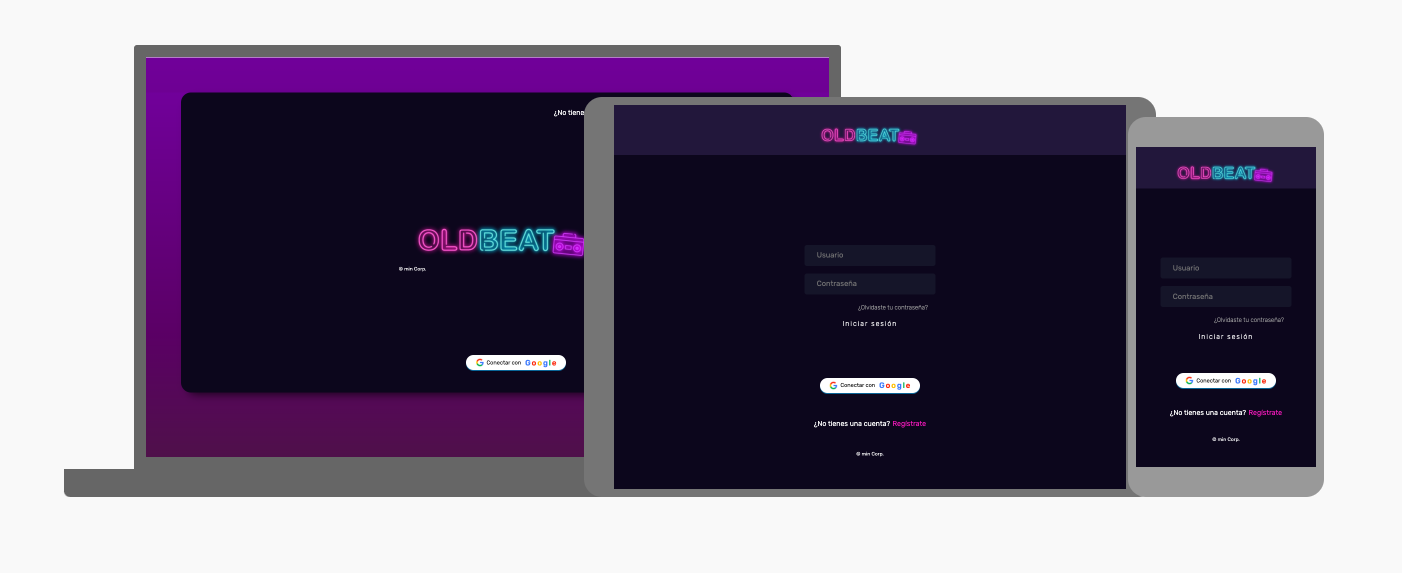 ¿No tiene
OLDBEAT
© min Corp.
Conectar con Google
OLDBEAT
Usuario
Contraseña
¿Olvidaste tu contraseña?
Iniciar sesión
Conectar con Google
¿No tienes una cuenta? Regístrate
© min Corp.
OLDBEAT
Usuario
Contraseña
¿Olvidaste tu contraseña?
Iniciar sesión
Conectar con Google
¿No tienes una cuenta? Regístrate
© min Corp.